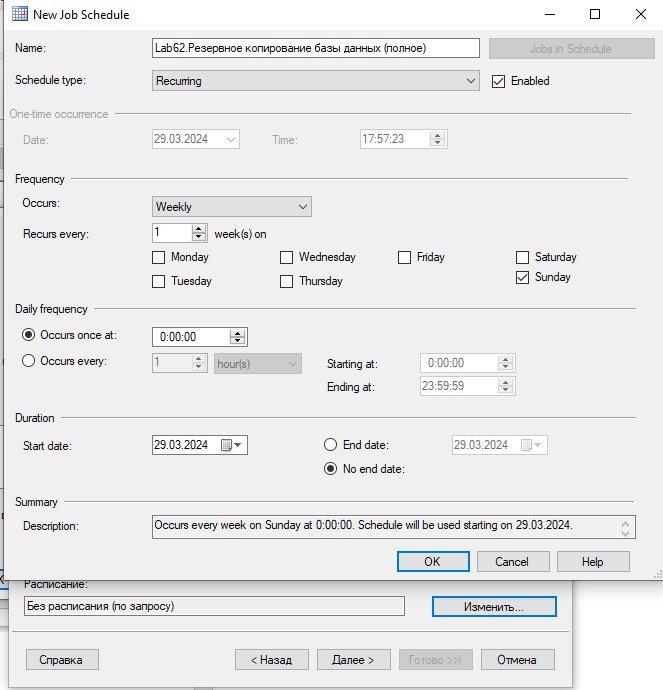 New Job Schedule
Name: Lab62.Резервное копирование базы данных (полное) Jobs in Schedule
Schedule type: Recurring Enabled
One-time occurrence
Date: 29.03.2024 Time: 17:57:23
Frequency
Occurs: Weekly
Recurs every: 1 week(s) on
Monday Wednesday Friday Saturday
Tuesday Thursday Sunday
Daily frequency
Occurs once at: 0:00:00
Occurs every: 1 hour(s) Starting at: 0:00:00
Ending at: 23:59:59
Duration
Start date: 29.03.2024 End date: 29.03.2024
No end date:
Summary
Description: Occurs every week on Sunday at 0:00:00. Schedule will be used starting on 29.03.2024.
OK Cancel Help
Расписание:
Без расписания (по запросу) Изменить...
Справка < Назад Далее > Готово >>| Отмена